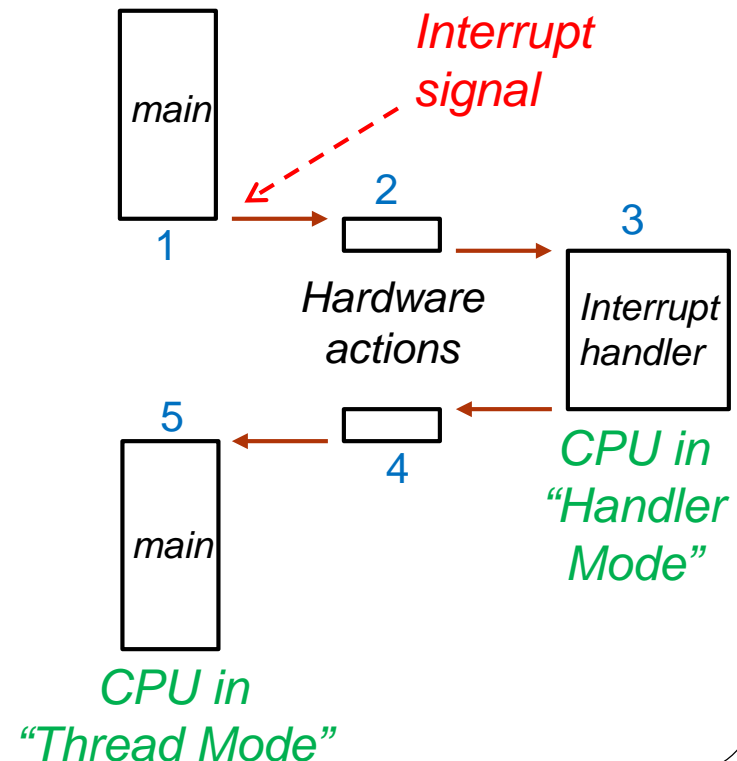 Interrupt
signal
main
1
2
3
Hardware
actions
Interrupt
handler
5
4
main
CPU in
“Handler
Mode”
CPU in
“Thread Mode”